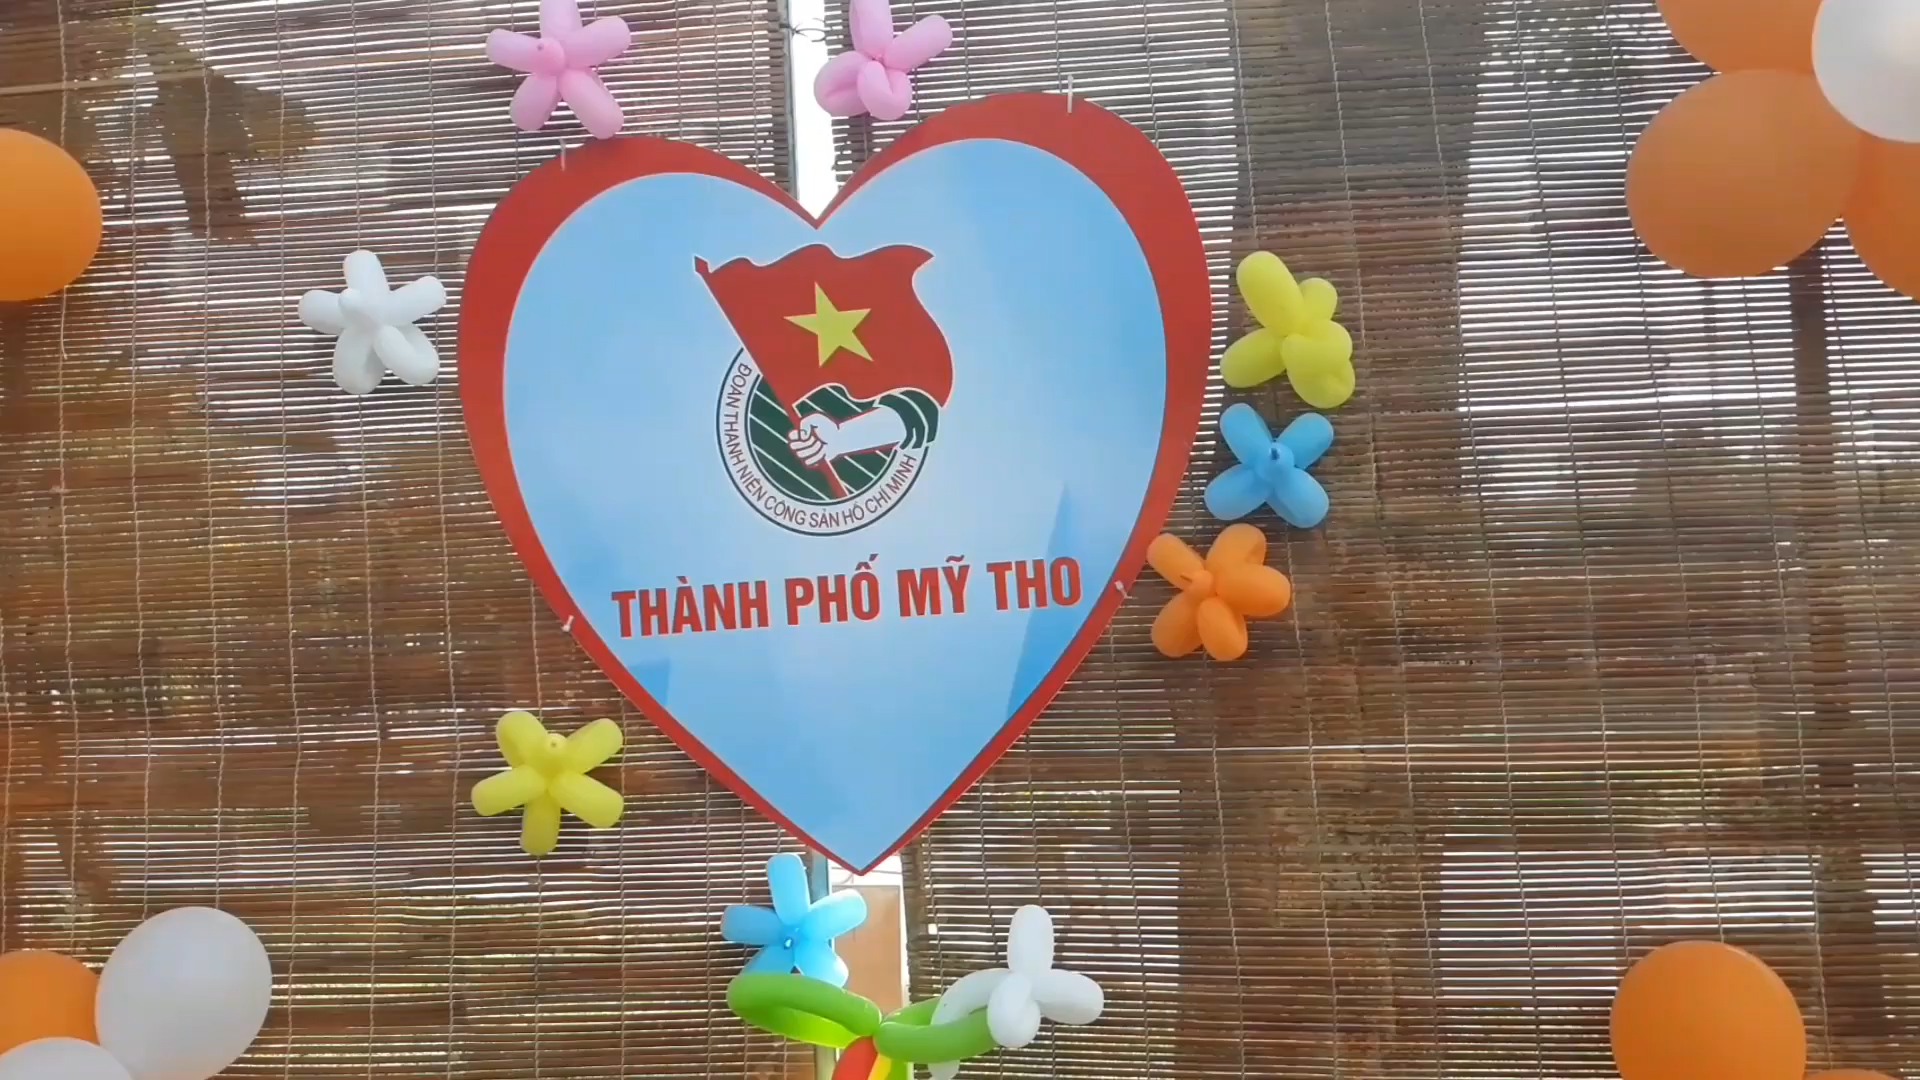 ĐOÀN THANH NIÊN CỘNG SẢN HỒ CHÍ MINH
THÀNH PHỐ MỸ THO